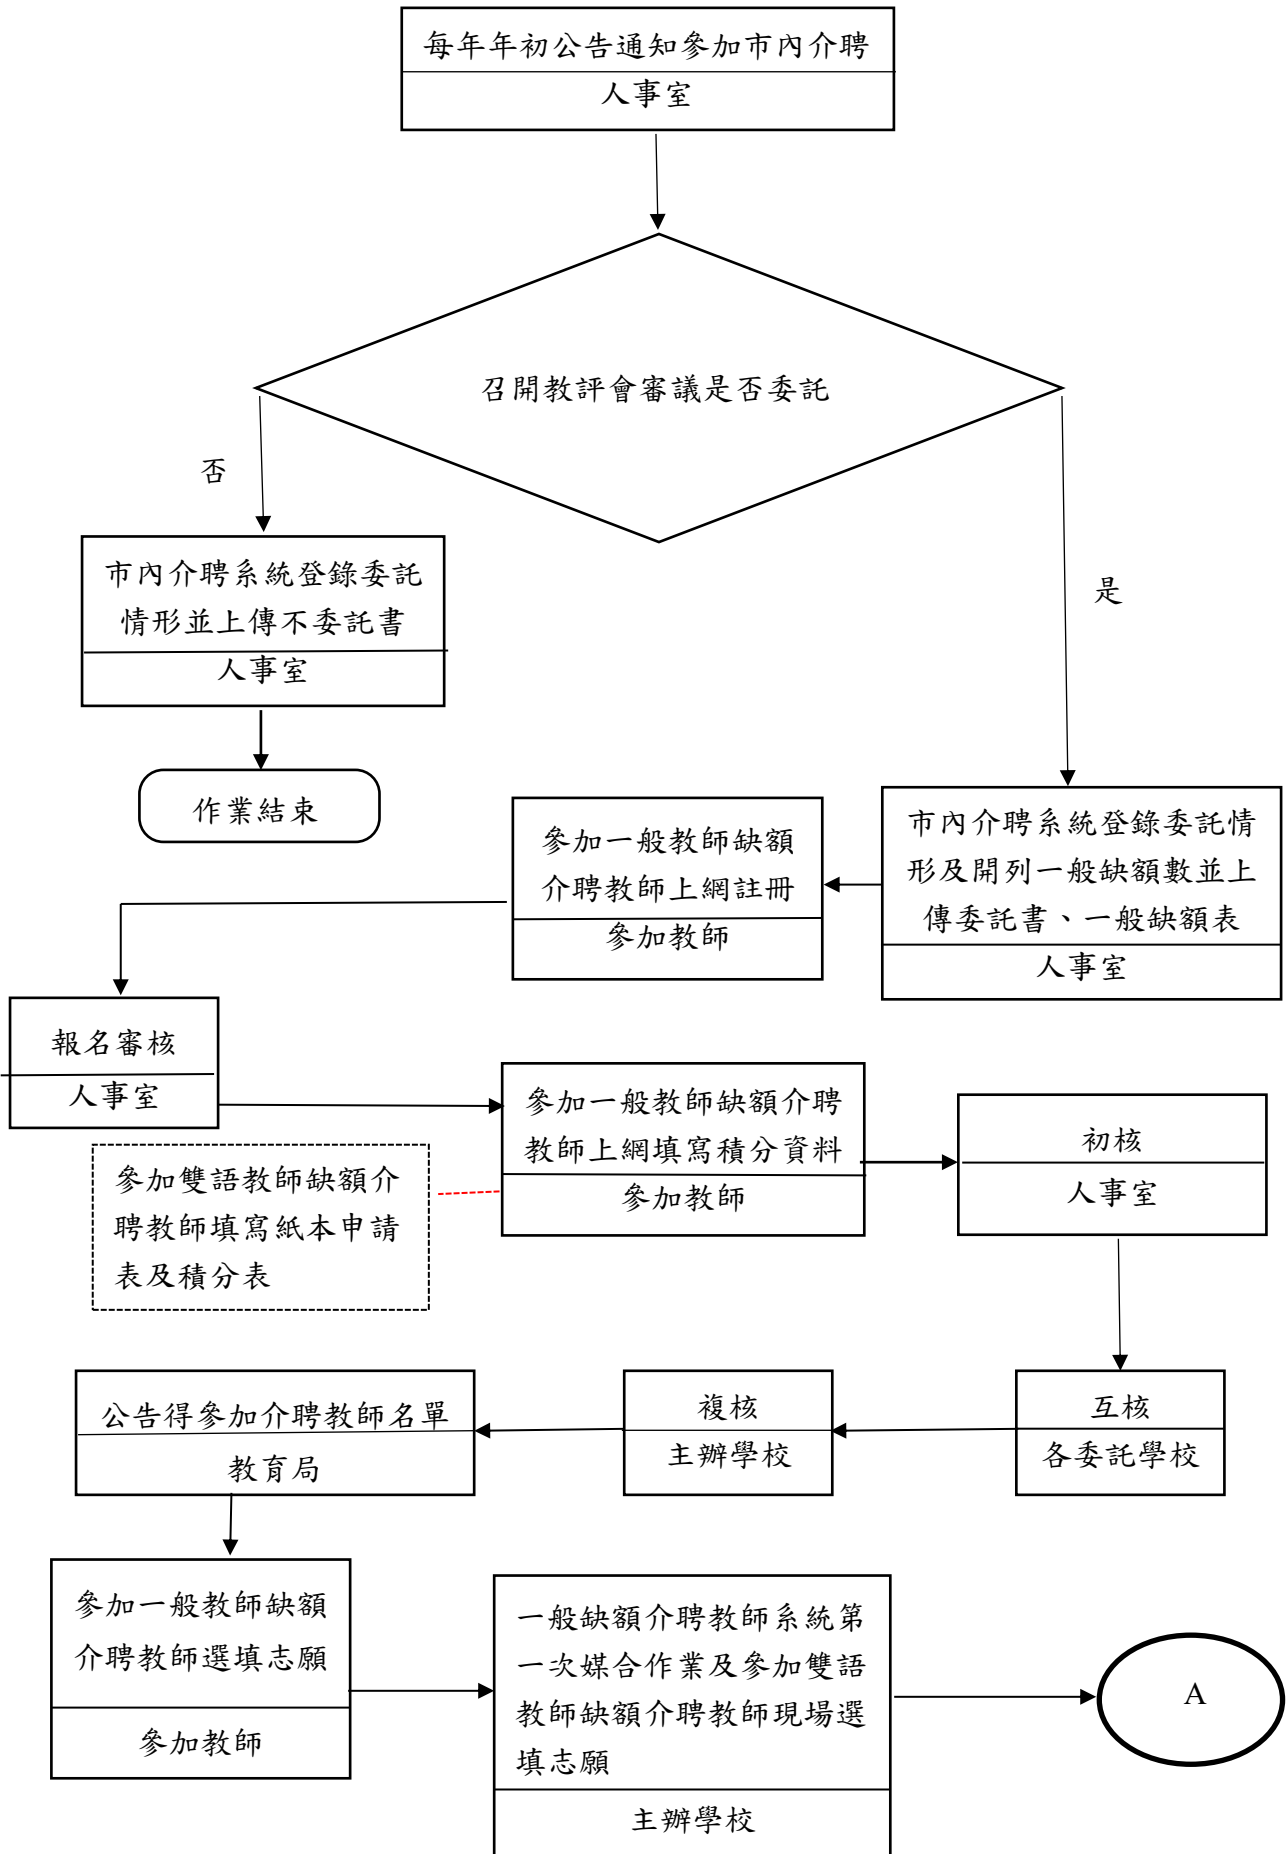 每年年初公告通知參加市內介聘
人事室
召開教評會審議是否委託
否
是
市內介聘系統登錄委託
情形並上傳不委託書
人事室
作業結束
市內介聘系統登錄委託情
形及開列一般缺額數並上
傳委託書、一般缺額表
人事室
參加一般教師缺額
介聘教師上網註冊
參加教師
報名審核
人事室
參加一般教師缺額介聘
教師上網填寫積分資料
參加教師
參加雙語教師缺額介
聘教師填寫紙本申請
表及積分表
初核
人事室
互核
各委託學校
複核
主辦學校
公告得參加介聘教師名單
教育局
參加一般教師缺額
介聘教師選填志願
參加教師
一般缺額介聘教師系統第
一次媒合作業及參加雙語
教師缺額介聘教師現場選
填志願
主辦學校
A